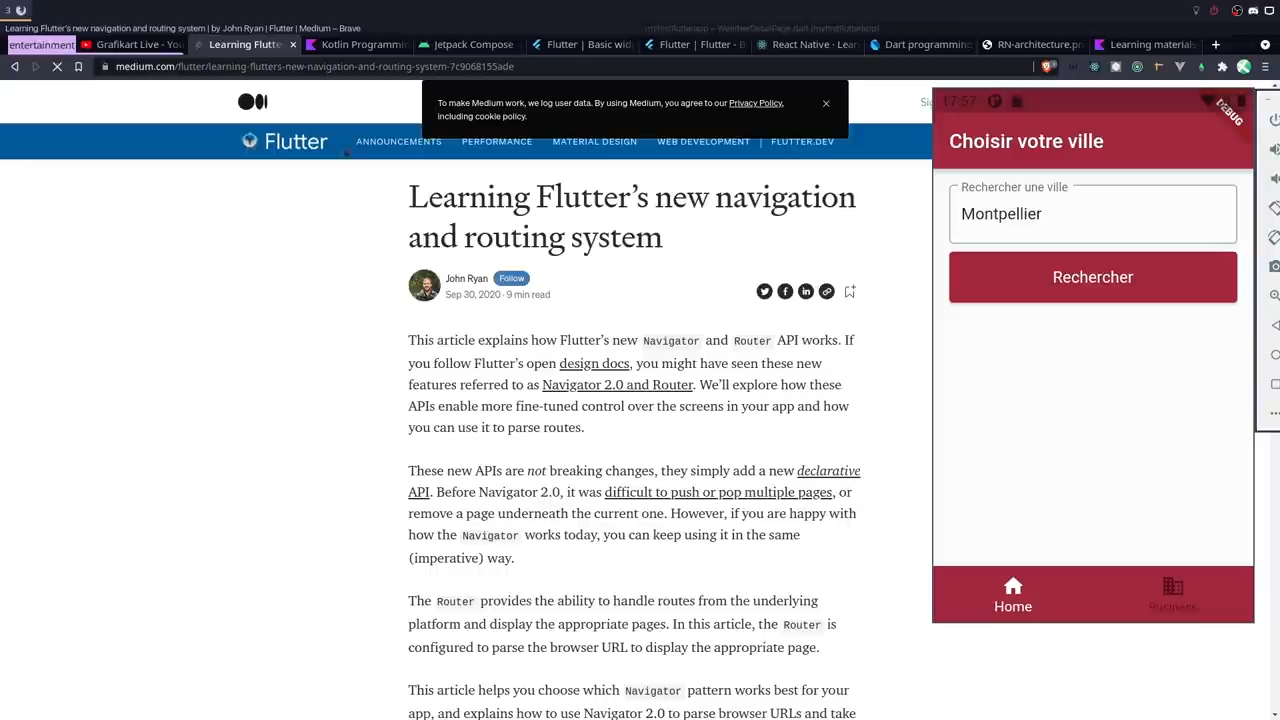 3
Learning Flutter's new navigation and routing system | by John Ryan | Flutter | Medium – Brave
entertainment
Grafikart Live - You
Learning Flutte
Kotlin Programmin
Jetpack Compose
Flutter | Basic wid
Flutter | Flutter - B
React Native · Lear
Dart programming
RN-architecture.pn
Learning materials
medium.com/flutter/learning-flutters-new-navigation-and-routing-system-7c9068155ade
To make Medium work, we log user data. By using Medium, you agree to our Privacy Policy,
including cookie policy.
Flutter
ANNOUNCEMENTS
PERFORMANCE
MATERIAL DESIGN
WEB DEVELOPMENT
FLUTTER.DEV
Learning Flutter's new navigation
and routing system
John Ryan
Follow
Sep 30, 2020 · 9 min read
This article explains how Flutter's new Navigator and Router API works. If
you follow Flutter's open design docs, you might have seen these new
features referred to as Navigator 2.0 and Router. We'll explore how these
APIs enable more fine-tuned control over the screens in your app and how
you can use it to parse routes.
These new APIs are not breaking changes, they simply add a new declarative
API. Before Navigator 2.0, it was difficult to push or pop multiple pages, or
remove a page underneath the current one. However, if you are happy with
how the Navigator works today, you can keep using it in the same
(imperative) way.
The Router provides the ability to handle routes from the underlying
platform and display the appropriate pages. In this article, the Router is
configured to parse the browser URL to display the appropriate page.
This article helps you choose which Navigator pattern works best for your
app, and explains how to use Navigator 2.0 to parse browser URLs and take
17:57
DEBUG
Choisir votre ville
Rechercher une ville
Montpellier
Rechercher
Home
Business